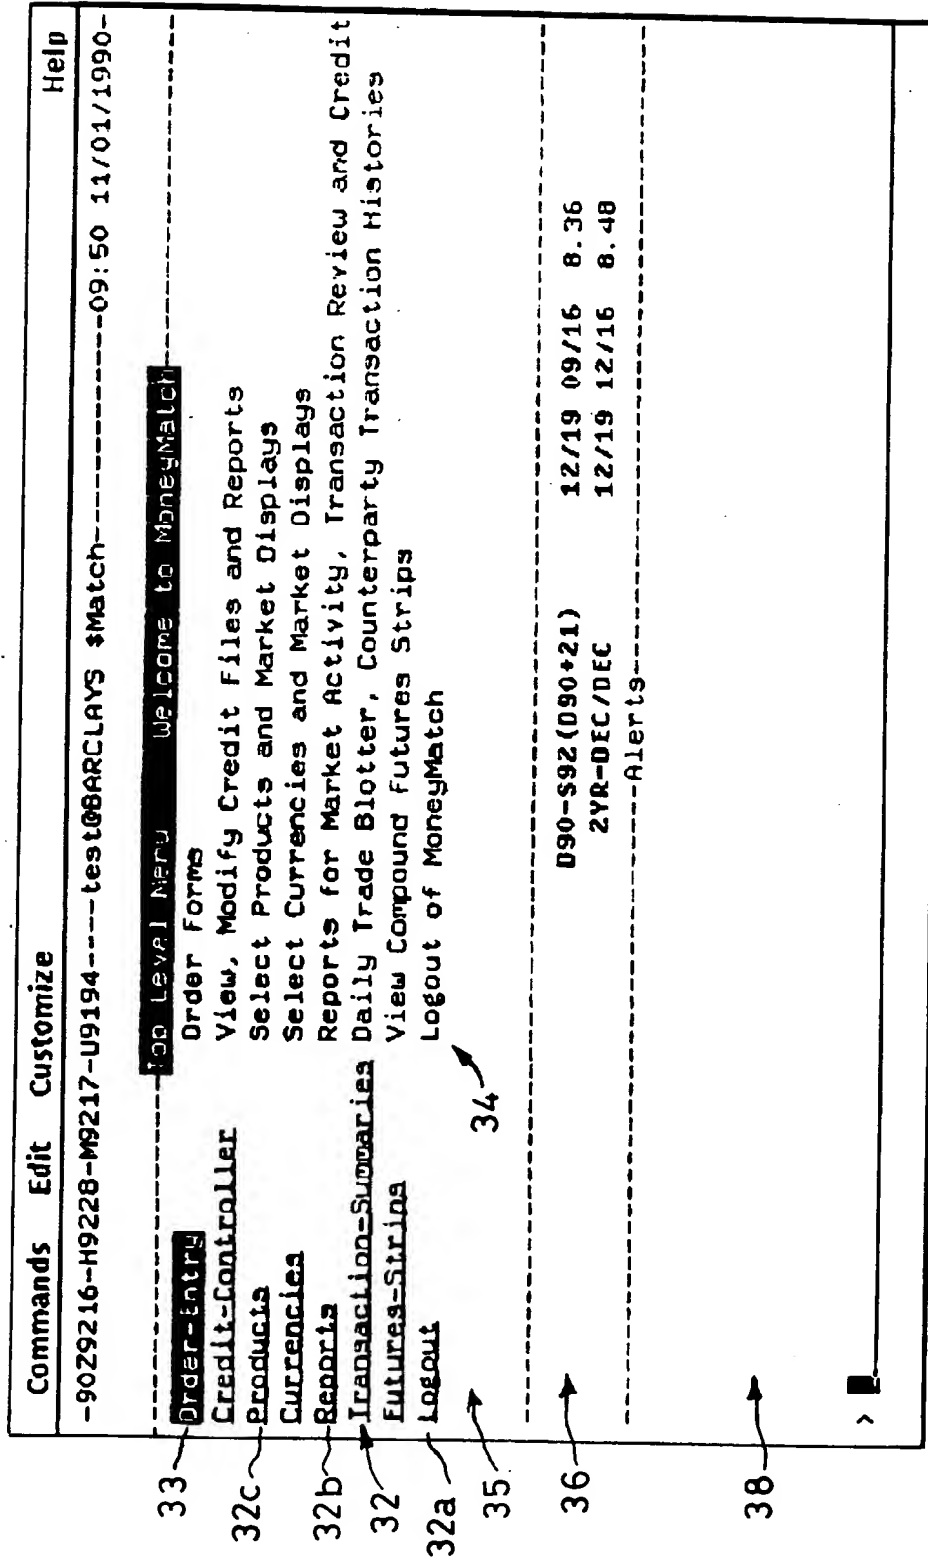 Commands Edit Customize Help
-9029216-H9228-M9217-U9194----test@BARCLAYS $Match-------------09:50 11/01/1990-
Top Level Menu Welcome to MoneyMatch
33 Order-Entry Order Forms
Credit-Controller View, Modify Credit Files and Reports
32c Products Select Products and Market Displays
Currencies Select Currencies and Market Displays
32b Reports Reports for Market Activity, Transaction Review and Credit
32 Transaction-Summaries Daily Trade Blotter, Counterparty Transaction Histories
Futures-Strips View Compound Futures Strips
32a Logout Logout of MoneyMatch
34
35
36 D90-S92(D90+21) 12/19 09/16 8.36
2YR-DEC/DEC 12/19 12/16 8.48
Alerts
38
>